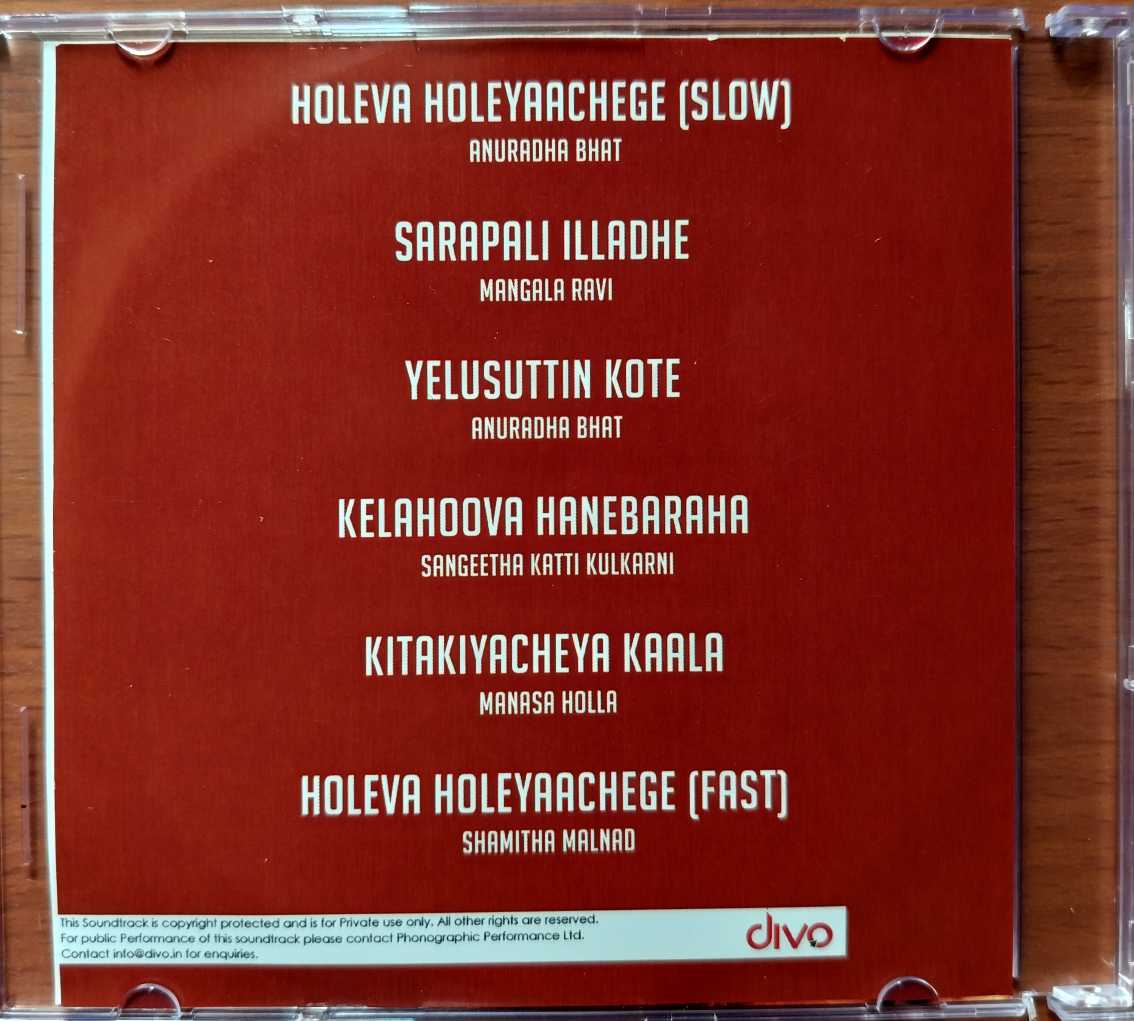 HOLEVA HOLEYAACHEGE (SLOW)
ANURADHA BHAT
SARAPALI ILLADHE
MANGALA RAVI
YELUSUTTIN KOTE
ANURADHA BHAT
KELAHOOVA HANEBARAHA
SANGEETHA KATTI KULKARNI
KITAKIYACHEYA KAALA
MANASA HOLLA
HOLEVA HOLEYAACHEGE (FAST)
SHAMITHA MALNAD
This Soundtrack is copyright protected and is for Private use only. All other rights are reserved.
For public Performance of this soundtrack please contact Phonographic Performance Ltd.
Contact info@divo.in for enquiries.
divo